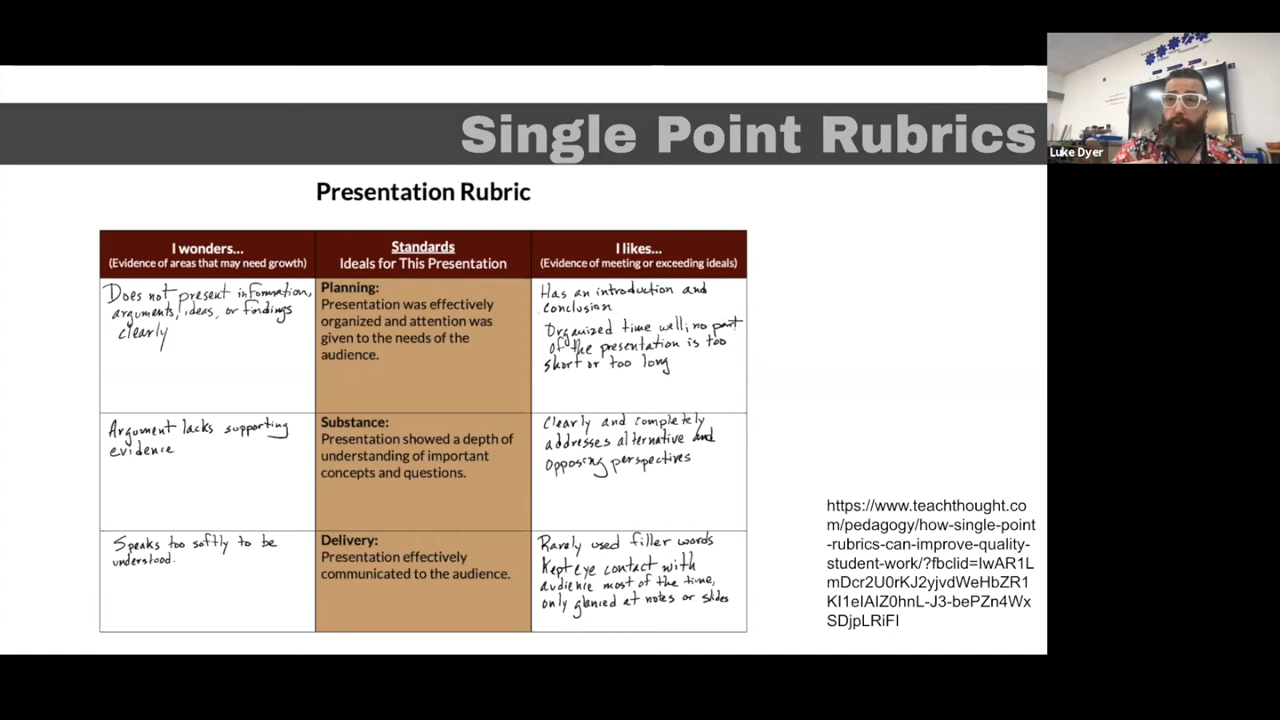 Single Point Rubrics
Luke Dyer
Presentation Rubric
I wonders...
(Evidence of areas that may need growth)
Standards
Ideals for This Presentation
I likes...
(Evidence of meeting or exceeding ideals)
Does not present information,
arguments, ideas, or findings
clearly
Planning:
Presentation was effectively
organized and attention was
given to the needs of the
audience.
Has an introduction and
conclusion
Organized time well; no part
of the presentation is too
short or too long
Argument lacks supporting
evidence
Substance:
Presentation showed a depth of
understanding of important
concepts and questions.
Clearly and completely
addresses alternative and
opposing perspectives
Speaks too softly to be
understood.
Delivery:
Presentation effectively
communicated to the audience.
Rarely used filler words
Kept eye contact with
audience most of the time,
only glanced at notes or slides
https://www.teachthought.co
m/pedagogy/how-single-point
-rubrics-can-improve-quality-
student-work/?fbclid=IwAR1L
mDcr2U0rKJ2yjvdWeHbZR1
KI1eIAIZ0hnL-J3-bePZn4Wx
SDjpLRiFI